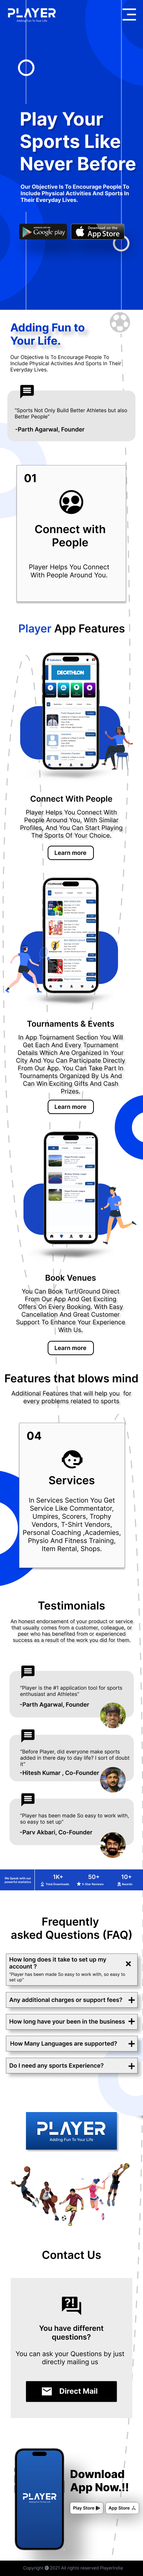 PLAYER
Adding Fun To Your Life
Play Your
Sports Like
Never Before
Our Objective Is To Encourage People To
Include Physical Activities And Sports In
Their Everyday Lives.
Google play
Download on the
App Store
Adding Fun to
Your Life.
Our Objective Is To Encourage People To
Include Physical Activities And Sports In Their
Everyday Lives.
"Sports Not Only Build Better Athletes but also
Better People"
-Parth Agarwal, Founder
01
Connect with
People
Player Helps You Connect
With People Around You.
Player App Features
DECATHLON
Connect With People
Player Helps You Connect With
People Around You, With Similar
Profiles, And You Can Start Playing
The Sports Of Your Choice.
Learn more
Tournaments & Events
In App Tournament Section You Will
Get Each And Every Tournament
Details Which Are Organized In Your
City And You Can Participate Directly
From Our App. You Can Take Part In
Tournaments Organized By Us And
Can Win Exciting Gifts And Cash
Prizes.
Learn more
Book Venues
You Can Book Turf/Ground Direct
From Our App And Get Exciting
Offers On Every Booking. With Easy
Cancellation And Great Customer
Support To Enhance Your Experience
With Us.
Learn more
Features that blows mind
Additional Features that will help you for
every problems related to sports
04
Services
In Services Section You Get
Service Like Commentator,
Umpires, Scorers, Trophy
Vendors, T-Shirt Vendors,
Personal Coaching ,Academies,
Physio And Fitness Training,
Item Rental, Shops.
Testimonials
An honest endorsement of your product or service
that usually comes from a customer, colleague, or
peer who has benefited from or experienced
success as a result of the work you did for them.
"Player is the #1 application tool for sports
enthusiast and Athletes"
-Parth Agarwal, Founder
"Before Player, did everyone make sports
added in there day to day life? I sort of doubt
it"
-Hitesh Kumar , Co-Founder
"Player has been made So easy to work with,
so easy to set up"
-Parv Akbari, Co-Founder
We Speak with our
powerful statistics
1K+
Total Downloads
50+
5-Star Reviews
10+
Awards
Frequently
asked Questions (FAQ)
How long does it take to set up my
account ?
"Player has been made So easy to work with, so easy to
set up"
Any additional charges or support fees?
How long have your been in the business
How Many Languages are supported?
Do I need any sports Experience?
PLAYER
Adding Fun To Your Life
Contact Us
You have different
questions?
You can ask your Questions by just
directly mailing us
Direct Mail
PLAYER
Download
App Now.!!
Play Store
App Store
Copyright @ 2021 All rights reserved PlayerIndia